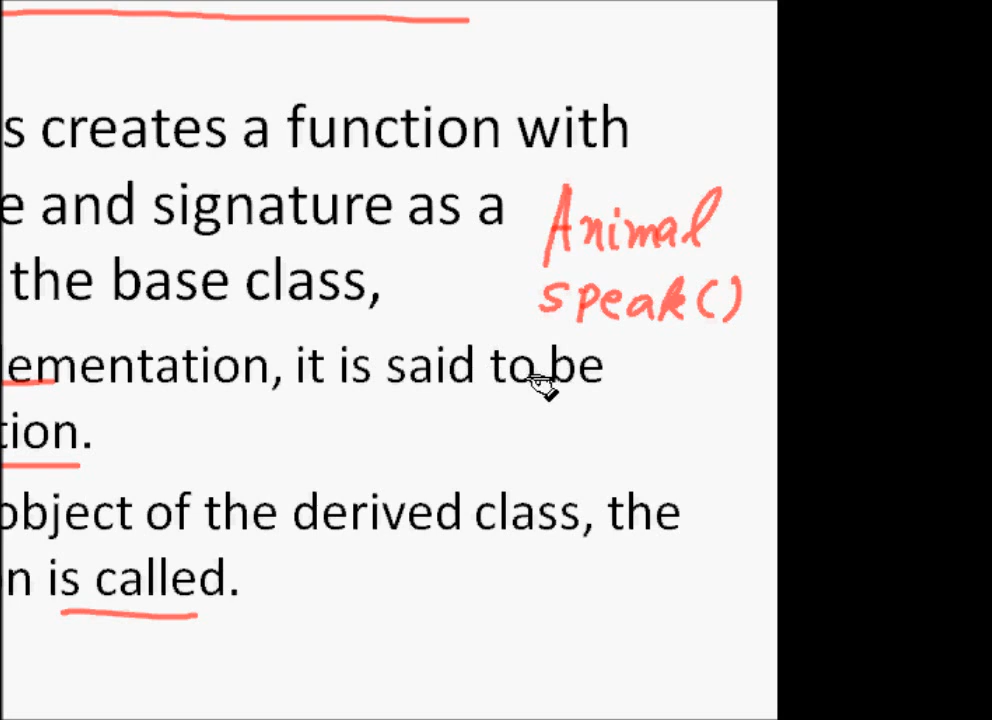 s creates a function with
e and signature as a
Animal
the base class,
speak()
ementation, it is said to be
tion.
object of the derived class, the
n is called.